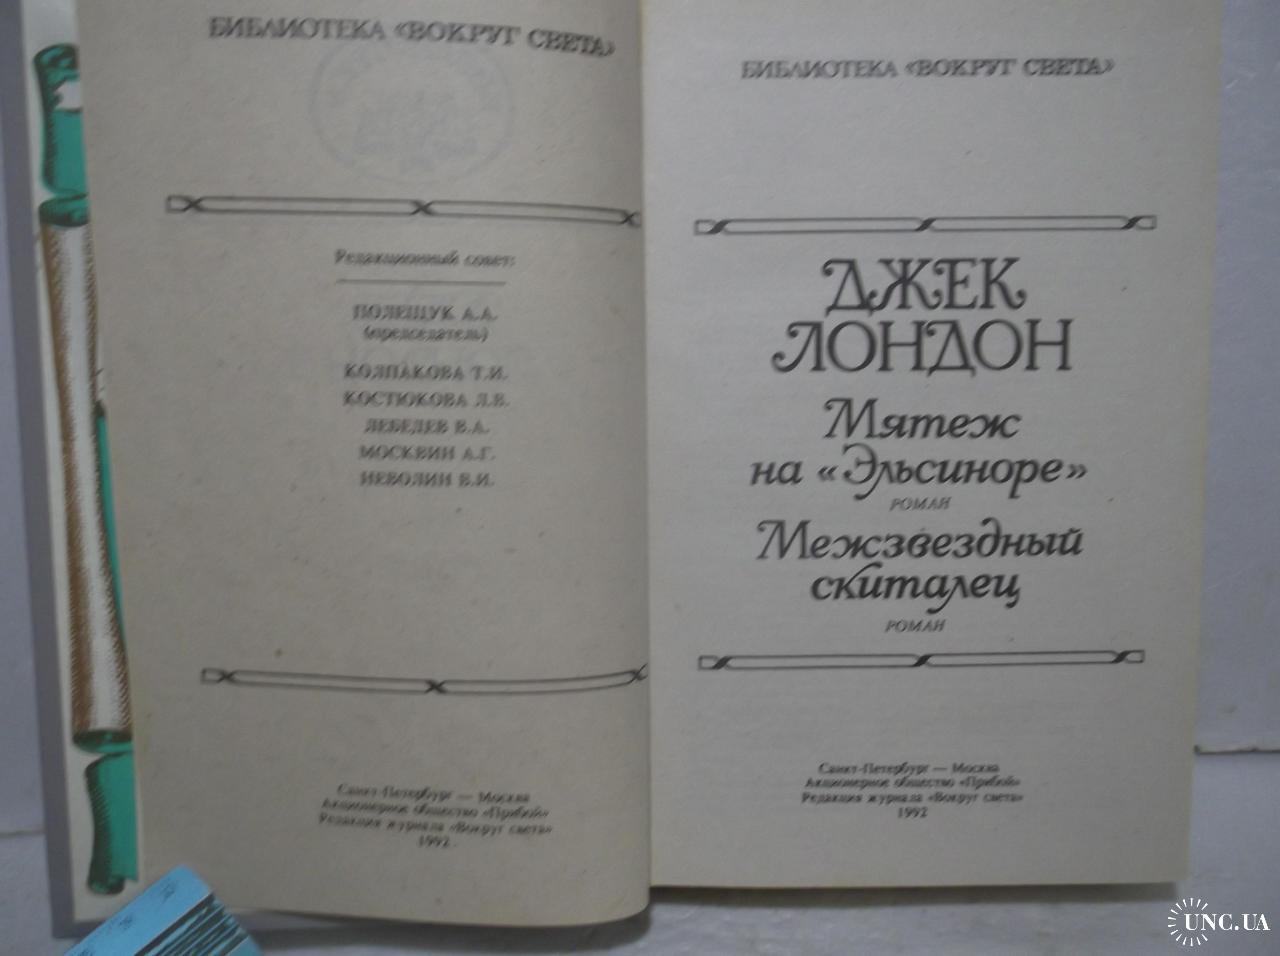 БИБЛИОТЕКА «ВОКРУГ СВЕТА»
Редакционный совет:
ПОЛЕЩУК А.А.
(председатель)
КОЛПАКОВА Т.И.
КОСТЮКОВА Л.В.
ЛЕБЕДЕВ В.А.
МОСКВИН А.Г.
НЕВОЛИН В.И.
Санкт-Петербург — Москва
Акционерное общество «Прибой»
Редакция журнала «Вокруг света»
1992
БИБЛИОТЕКА «ВОКРУГ СВЕТА»
ДЖЕК
ЛОНДОН
Мятеж
на «Эльсиноре»
РОМАН
Межзвездный
скиталец
РОМАН
Санкт-Петербург — Москва
Акционерное общество «Прибой»
Редакция журнала «Вокруг света»
1992
UNC.UA